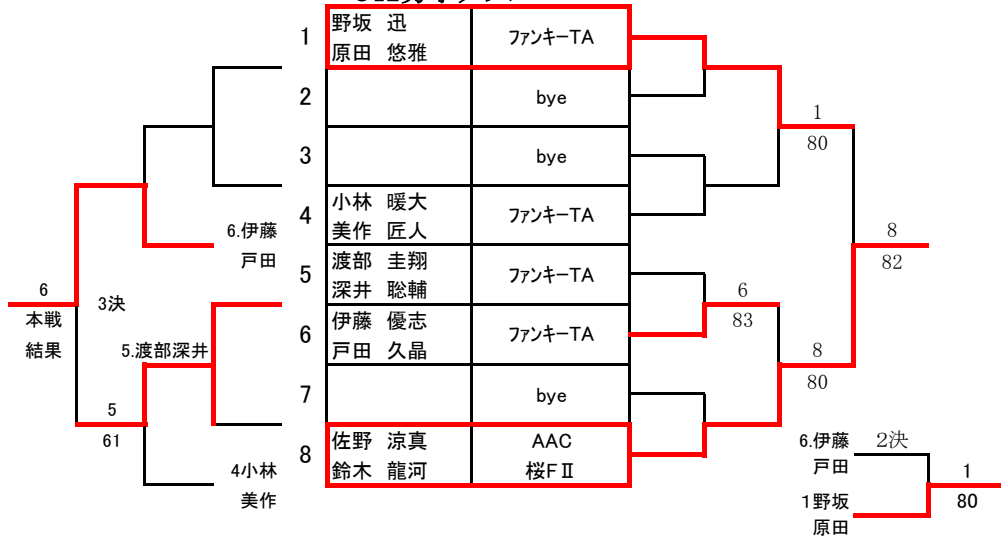 1 野坂 迅 ファンキーTA
原田 悠雅
2 bye
3 bye
4 小林 暖大 ファンキーTA
美作 匠人
5 渡部 圭翔 ファンキーTA
深井 聡輔
6 伊藤 優志 ファンキーTA
戸田 久晶
7 bye
8 佐野 涼真 AAC
鈴木 龍河 桜FⅡ
6.伊藤
戸田
6
本戦
結果
3決
5.渡部深井
5
61
4小林
美作
1
80
8
82
6
83
8
80
6.伊藤
戸田
2決
1野坂
原田
1
80